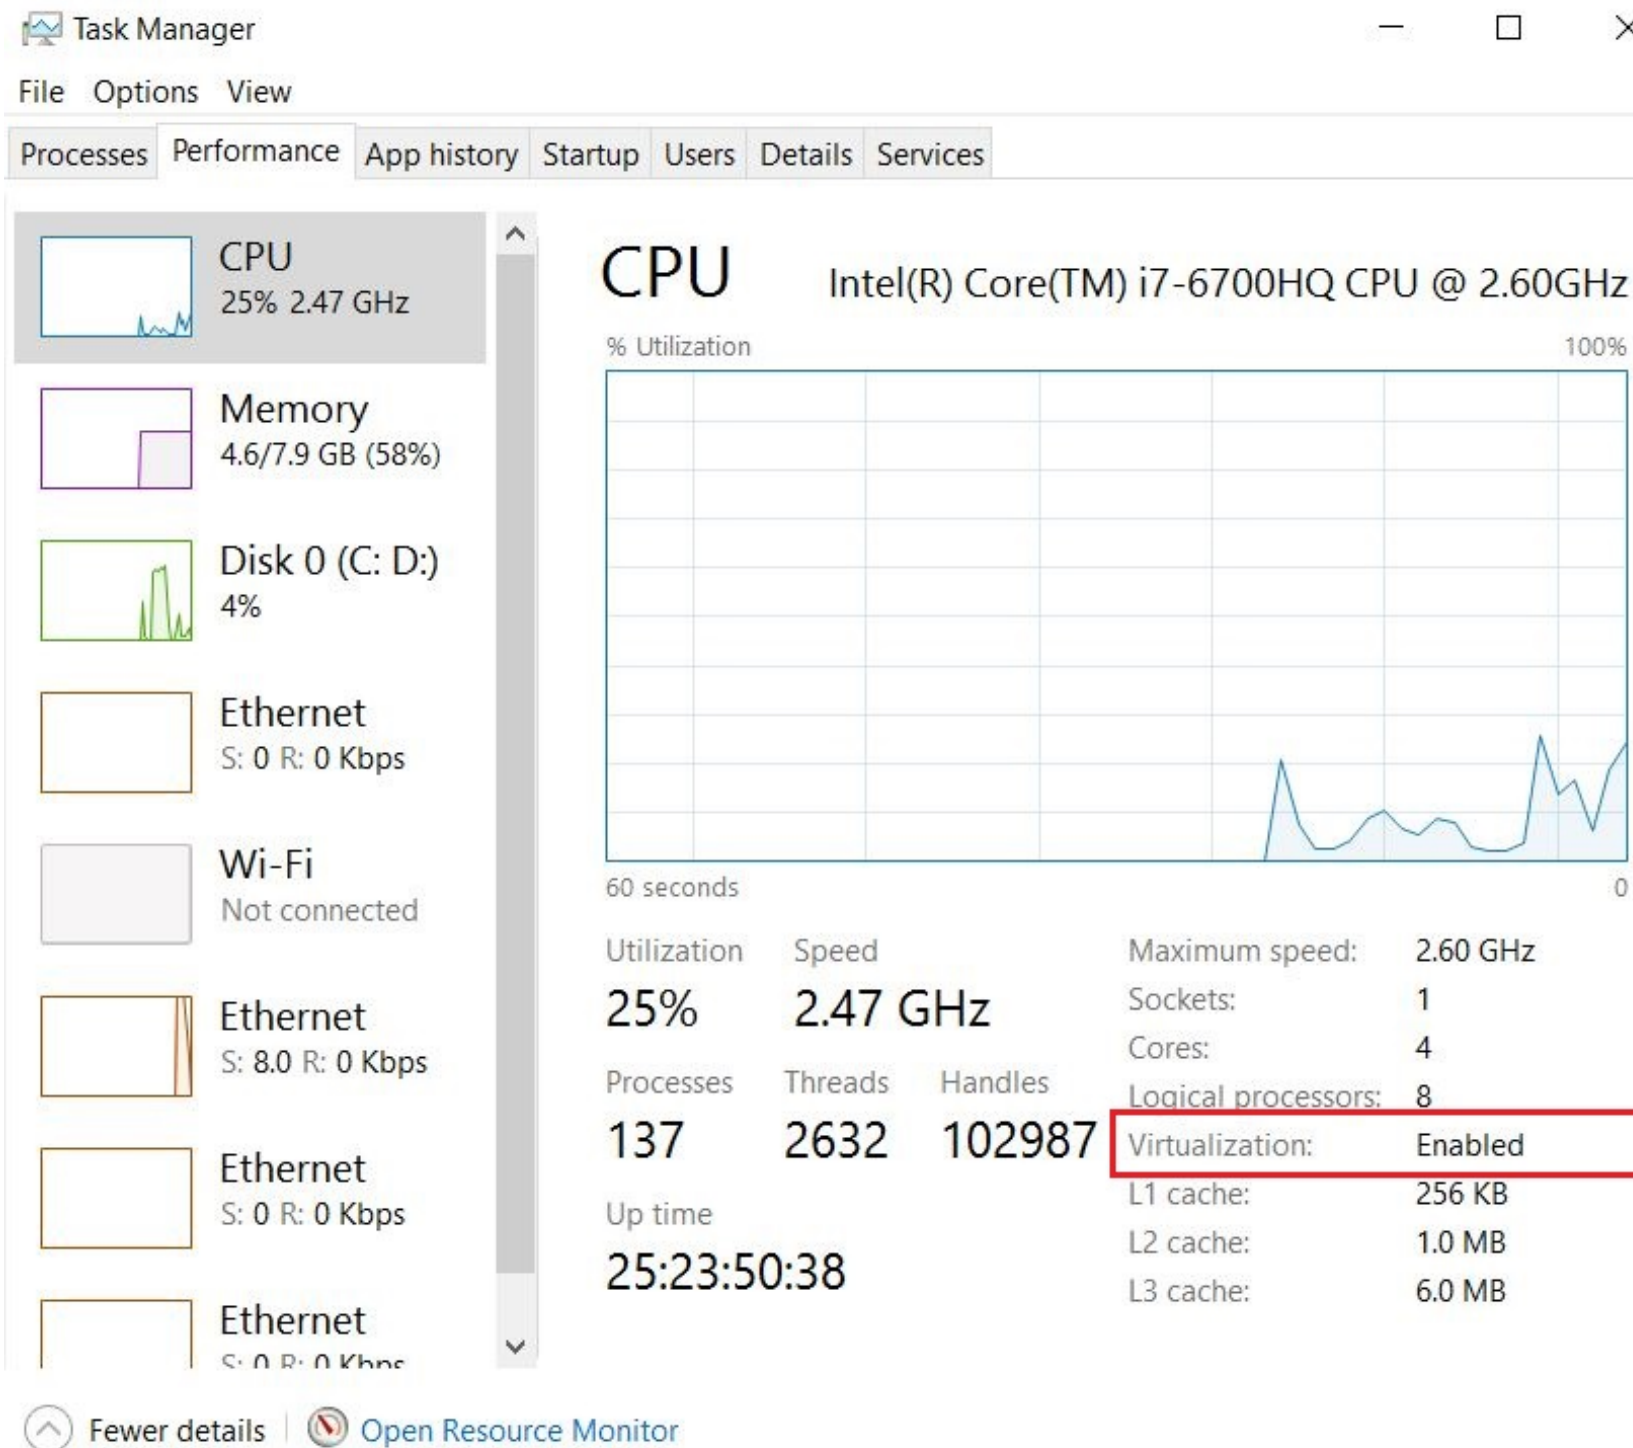 Task Manager
File Options View
Processes Performance App history Startup Users Details Services
CPU
25% 2.47 GHz
Memory
4.6/7.9 GB (58%)
Disk 0 (C: D:)
4%
Ethernet
S: 0 R: 0 Kbps
Wi-Fi
Not connected
Ethernet
S: 8.0 R: 0 Kbps
Ethernet
S: 0 R: 0 Kbps
Ethernet
S: 0 R: 0 Kbps
CPU Intel(R) Core(TM) i7-6700HQ CPU @ 2.60GHz
% Utilization 100%
60 seconds 0
Utilization Speed
25% 2.47 GHz
Processes Threads Handles
137 2632 102987
Up time
25:23:50:38
Maximum speed: 2.60 GHz
Sockets: 1
Cores: 4
Logical processors: 8
Virtualization: Enabled
L1 cache: 256 KB
L2 cache: 1.0 MB
L3 cache: 6.0 MB
Fewer details Open Resource Monitor